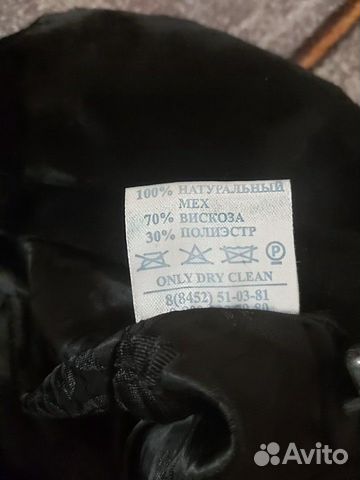 100% НАТУРАЛЬНЫЙ
МЕХ
70% ВИСКОЗА
30% ПОЛИЭСТР
P
ONLY DRY CLEAN
8(8452) 51-03-81
Avito